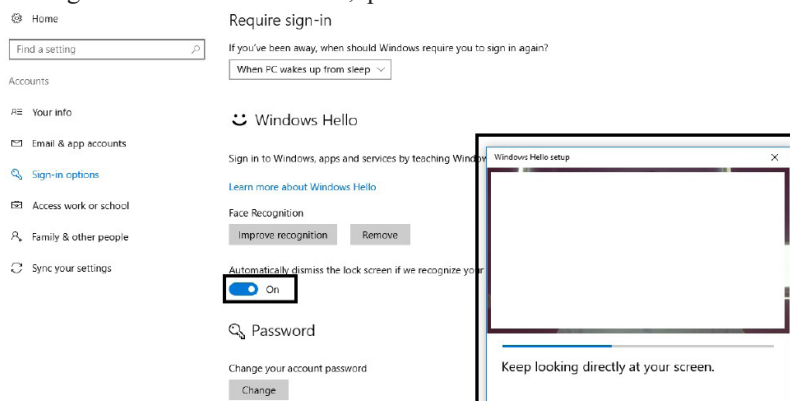 Home
Find a setting
Accounts
Your info
Email & app accounts
Sign-in options
Access work or school
Family & other people
Sync your settings
Require sign-in
If you've been away, when should Windows require you to sign in again?
When PC wakes up from sleep
Windows Hello
Sign in to Windows, apps and services by teaching
Learn more about Windows Hello
Face Recognition
Improve recognition Remove
Automatically dismiss the lock screen if we recognize your
On
Password
Change your account password
Change
Windows Hello setup
Keep looking directly at your screen.